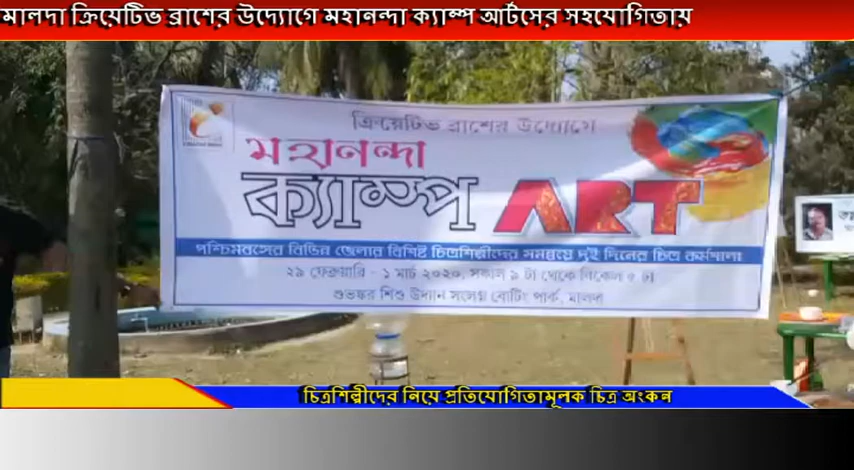 মালদা ক্রিয়েটিভ ব্রাশের উদ্যোগে মহানন্দা ক্যাম্প আর্টসের সহযোগিতায়
ক্রিয়েটিভ ব্রাশের উদ্যোগে
মহানন্দা
ক্যাম্প ART
পশ্চিমবঙ্গের বিভিন্ন জেলার বিশিষ্ট চিত্রশিল্পীদের সমন্বয়ে দুই দিনের চিত্র কর্মশালা
২৯ ফেব্রুয়ারি - ১ মার্চ ২০২০, সকাল ৯ টা থেকে বিকেল ৫ টা
শুভঙ্কর শিশু উদ্যান সংলগ্ন বোটিং পার্ক, মালদা
চিত্রশিল্পীদের নিয়ে প্রতিযোগিতামূলক চিত্র অংকন